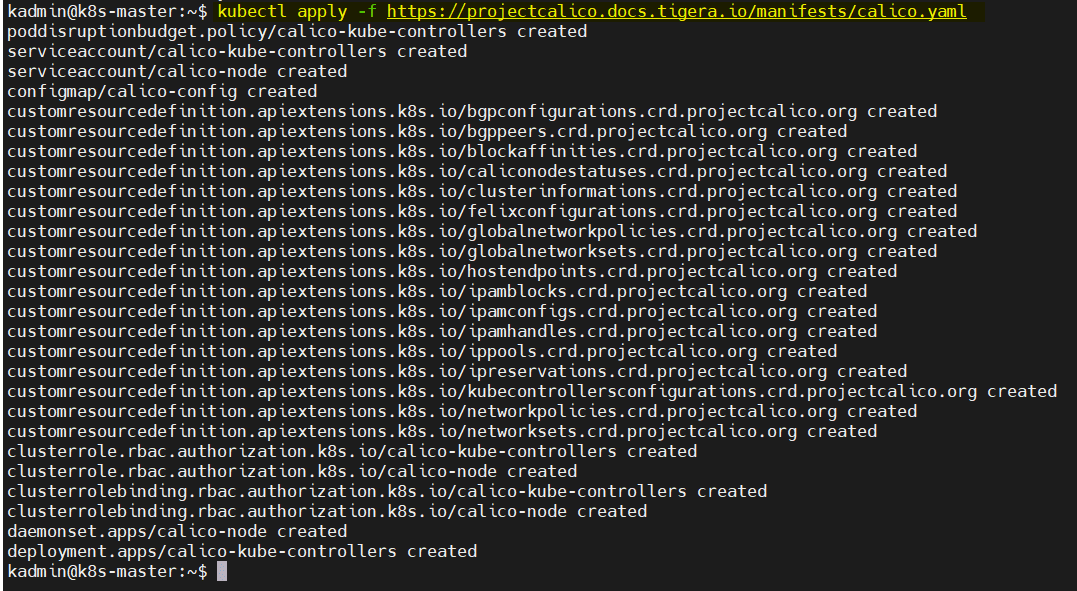 kadmin@k8s-master:~$ kubectl apply -f https://projectcalico.docs.tigera.io/manifests/calico.yaml
poddisruptionbudget.policy/calico-kube-controllers created
serviceaccount/calico-kube-controllers created
serviceaccount/calico-node created
configmap/calico-config created
customresourcedefinition.apiextensions.k8s.io/bgpconfigurations.crd.projectcalico.org created
customresourcedefinition.apiextensions.k8s.io/bgppeers.crd.projectcalico.org created
customresourcedefinition.apiextensions.k8s.io/blockaffinities.crd.projectcalico.org created
customresourcedefinition.apiextensions.k8s.io/caliconodestatuses.crd.projectcalico.org created
customresourcedefinition.apiextensions.k8s.io/clusterinformations.crd.projectcalico.org created
customresourcedefinition.apiextensions.k8s.io/felixconfigurations.crd.projectcalico.org created
customresourcedefinition.apiextensions.k8s.io/globalnetworkpolicies.crd.projectcalico.org created
customresourcedefinition.apiextensions.k8s.io/globalnetworksets.crd.projectcalico.org created
customresourcedefinition.apiextensions.k8s.io/hostendpoints.crd.projectcalico.org created
customresourcedefinition.apiextensions.k8s.io/ipamblocks.crd.projectcalico.org created
customresourcedefinition.apiextensions.k8s.io/ipamconfigs.crd.projectcalico.org created
customresourcedefinition.apiextensions.k8s.io/ipamhandles.crd.projectcalico.org created
customresourcedefinition.apiextensions.k8s.io/ippools.crd.projectcalico.org created
customresourcedefinition.apiextensions.k8s.io/ipreservations.crd.projectcalico.org created
customresourcedefinition.apiextensions.k8s.io/kubecontrollersconfigurations.crd.projectcalico.org created
customresourcedefinition.apiextensions.k8s.io/networkpolicies.crd.projectcalico.org created
customresourcedefinition.apiextensions.k8s.io/networksets.crd.projectcalico.org created
clusterrole.rbac.authorization.k8s.io/calico-kube-controllers created
clusterrole.rbac.authorization.k8s.io/calico-node created
clusterrolebinding.rbac.authorization.k8s.io/calico-kube-controllers created
clusterrolebinding.rbac.authorization.k8s.io/calico-node created
daemonset.apps/calico-node created
deployment.apps/calico-kube-controllers created
kadmin@k8s-master:~$